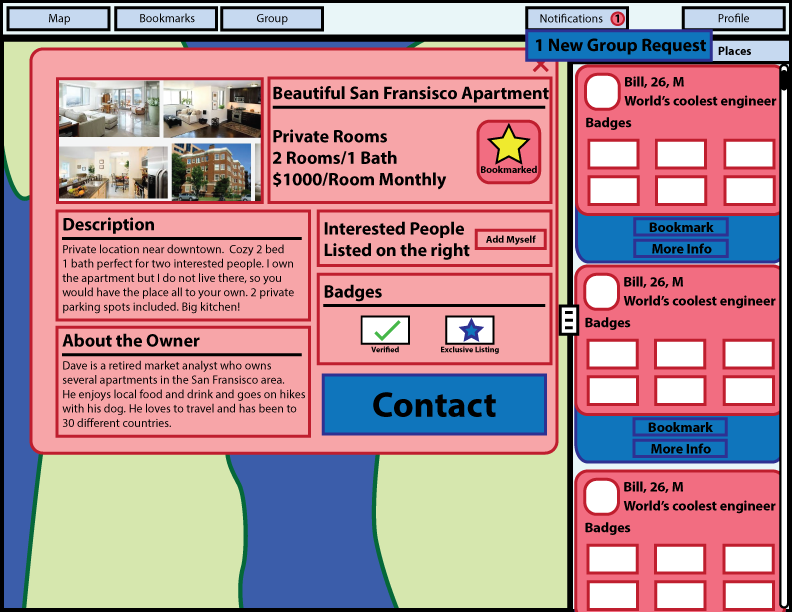 Map
Bookmarks
Group
Notifications
1
Profile
1 New Group Request
Places
Beautiful San Fransisco Apartment
Private Rooms
2 Rooms/1 Bath
$1000/Room Monthly
Bookmarked
Description
Private location near downtown. Cozy 2 bed
1 bath perfect for two interested people. I own
the apartment but I do not live there, so you
would have the place all to your own. 2 private
parking spots included. Big kitchen!
Interested People
Listed on the right
Add Myself
Badges
Verified
Exclusive Listing
About the Owner
Dave is a retired market analyst who owns
several apartments in the San Fransisco area.
He enjoys local food and drink and goes on hikes
with his dog. He loves to travel and has been to
30 different countries.
Contact
Bill, 26, M
World's coolest engineer
Badges
Bookmark
More Info
Bill, 26, M
World's coolest engineer
Badges
Bookmark
More Info
Bill, 26, M
World's coolest engineer
Badges